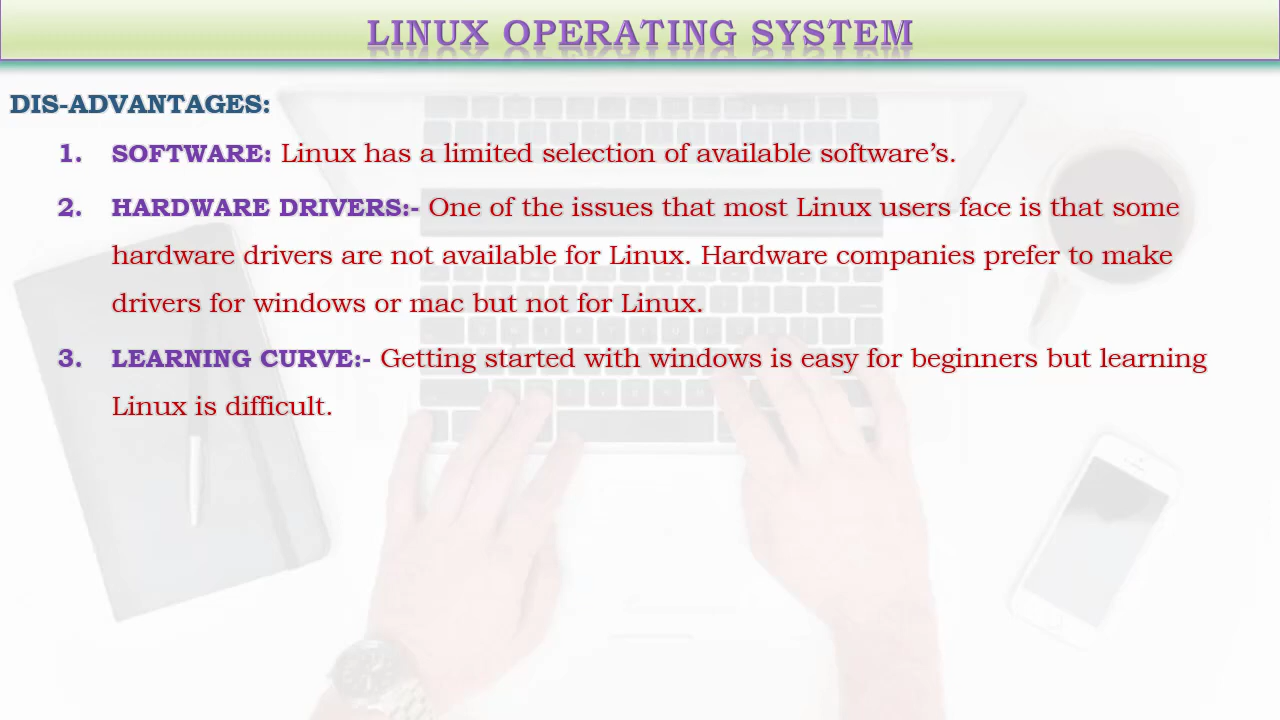 LINUX OPERATING SYSTEM
DIS-ADVANTAGES:
1. SOFTWARE: Linux has a limited selection of available software’s.
2. HARDWARE DRIVERS:- One of the issues that most Linux users face is that some
hardware drivers are not available for Linux. Hardware companies prefer to make
drivers for windows or mac but not for Linux.
3. LEARNING CURVE:- Getting started with windows is easy for beginners but learning
Linux is difficult.